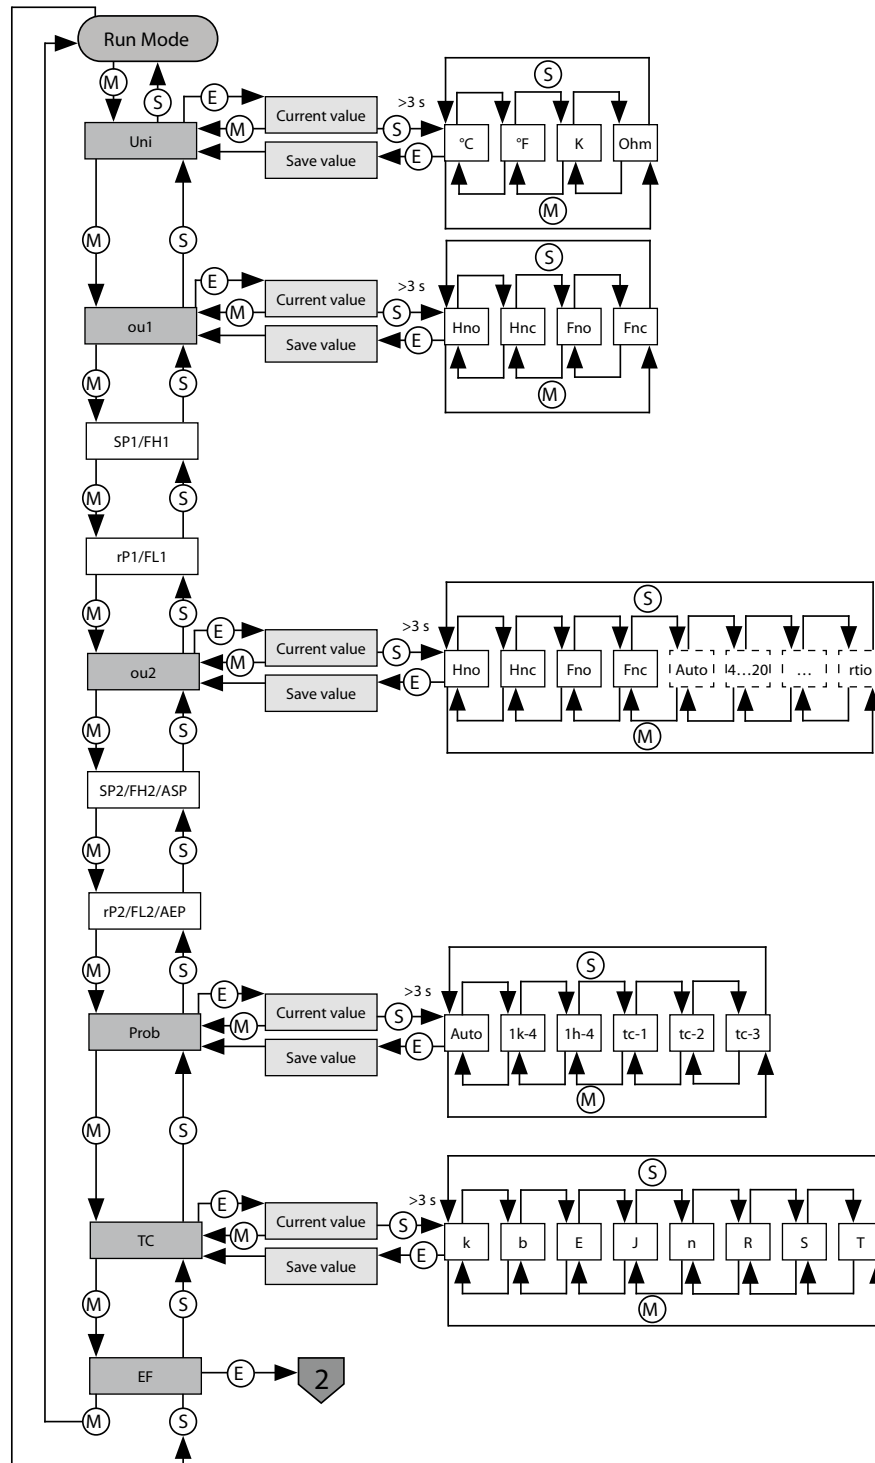 Run Mode
M
S
E
Current value
>3 s
S
M
S
°C
°F
K
Ohm
Uni
Save value
E
M
M
S
E
Current value
>3 s
S
M
S
Hno
Hnc
Fno
Fnc
ou1
Save value
E
M
M
S
SP1/FH1
M
S
rP1/FL1
M
S
E
Current value
>3 s
S
M
S
Hno
Hnc
Fno
Fnc
Auto
4...20
...
rtio
ou2
Save value
E
M
M
S
SP2/FH2/ASP
M
S
rP2/FL2/AEP
M
S
E
Current value
>3 s
S
M
S
Auto
1k-4
1h-4
tc-1
tc-2
tc-3
Prob
Save value
E
M
M
S
E
Current value
>3 s
S
M
S
k
b
E
J
n
R
S
T
TC
Save value
E
M
M
S
EF
E
2
M
S